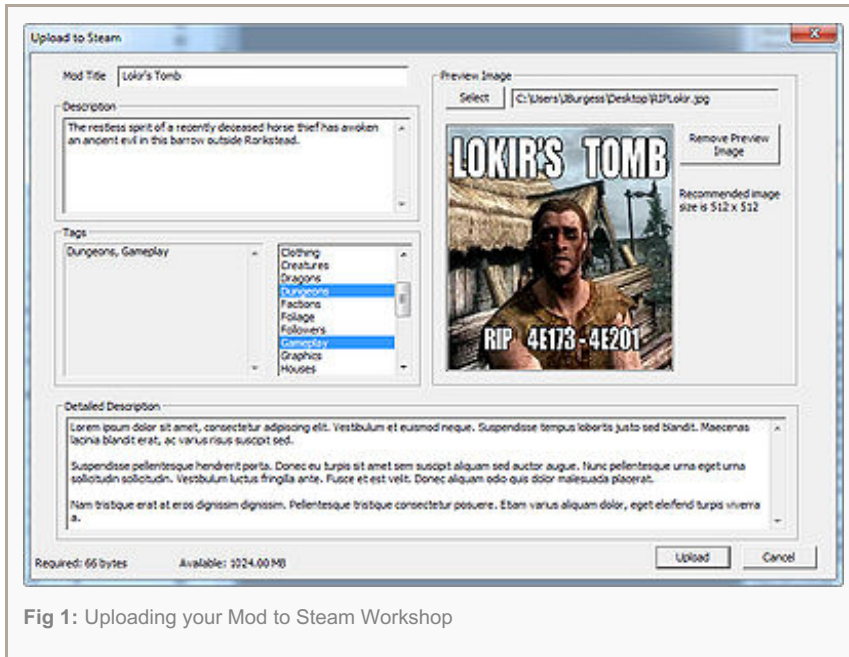 Upload to Steam
Mod Title
Lokir's Tomb
Description
The restless spirit of a recently deceased horse thief has awoken
an ancient evil in this barrow outside Rorikstead.
Tags
Dungeons, Gameplay
Clothing
Creatures
Dragons
Dungeons
Factions
Foliage
Followers
Gameplay
Graphics
Houses
Preview Image
Select
C:\Users\JBurgess\Desktop\RIPLokir.jpg
LOKIR'S TOMB
RIP 4E173-4E201
Remove Preview
Image
Recommended image
size is 512 x 512
Detailed Description
Lorem ipsum dolor sit amet, consectetur adipiscing elit. Vestibulum et euismod neque. Suspendisse tempus lobortis justo sed blandit. Maecenas
lacinia blandit erat, ac varius risus suscipit sed.
Suspendisse pellentesque hendrerit porta. Donec eu turpis sit amet sem suscipit aliquam sed auctor augue. Nunc pellentesque urna eget urna
sollicitudin sollicitudin. Vestibulum luctus fringilla ante. Fusce et est velit. Donec aliquam odio quis dolor malesuada placerat.
Nam tristique erat at eros dignissim dignissim. Pellentesque tristique consectetur posuere. Etiam varius aliquam dolor, eget eleifend turpis viverra
a.
Required: 66 bytes
Available: 1024.00 MB
Upload
Cancel
Fig 1: Uploading your Mod to Steam Workshop